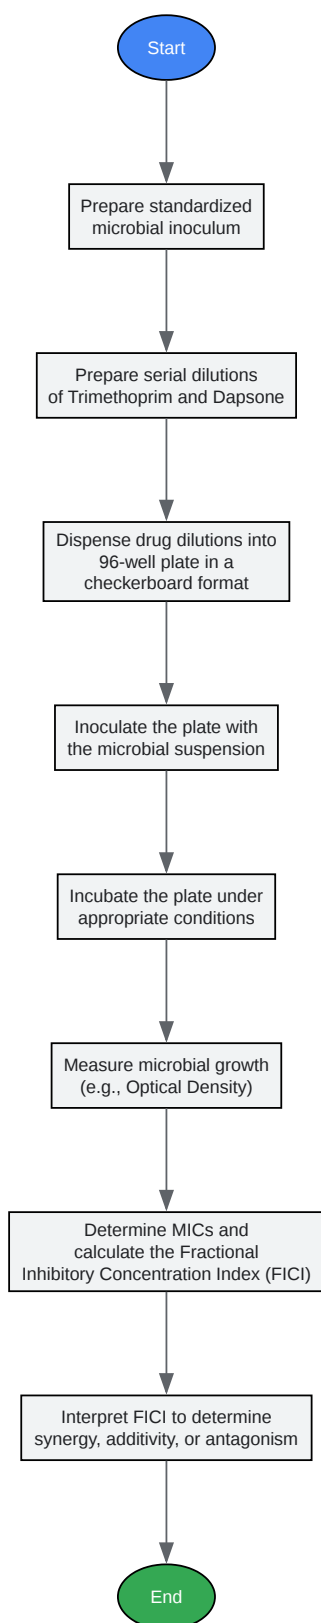 Start
Prepare standardized
microbial inoculum
Prepare serial dilutions
of Trimethoprim and Dapsone
Dispense drug dilutions into
96-well plate in a
checkerboard format
Inoculate the plate with
the microbial suspension
Incubate the plate under
appropriate conditions
Measure microbial growth
(e.g., Optical Density)
Determine MICs and
calculate the Fractional
Inhibitory Concentration Index (FICI)
Interpret FICI to determine
synergy, additivity, or antagonism
End